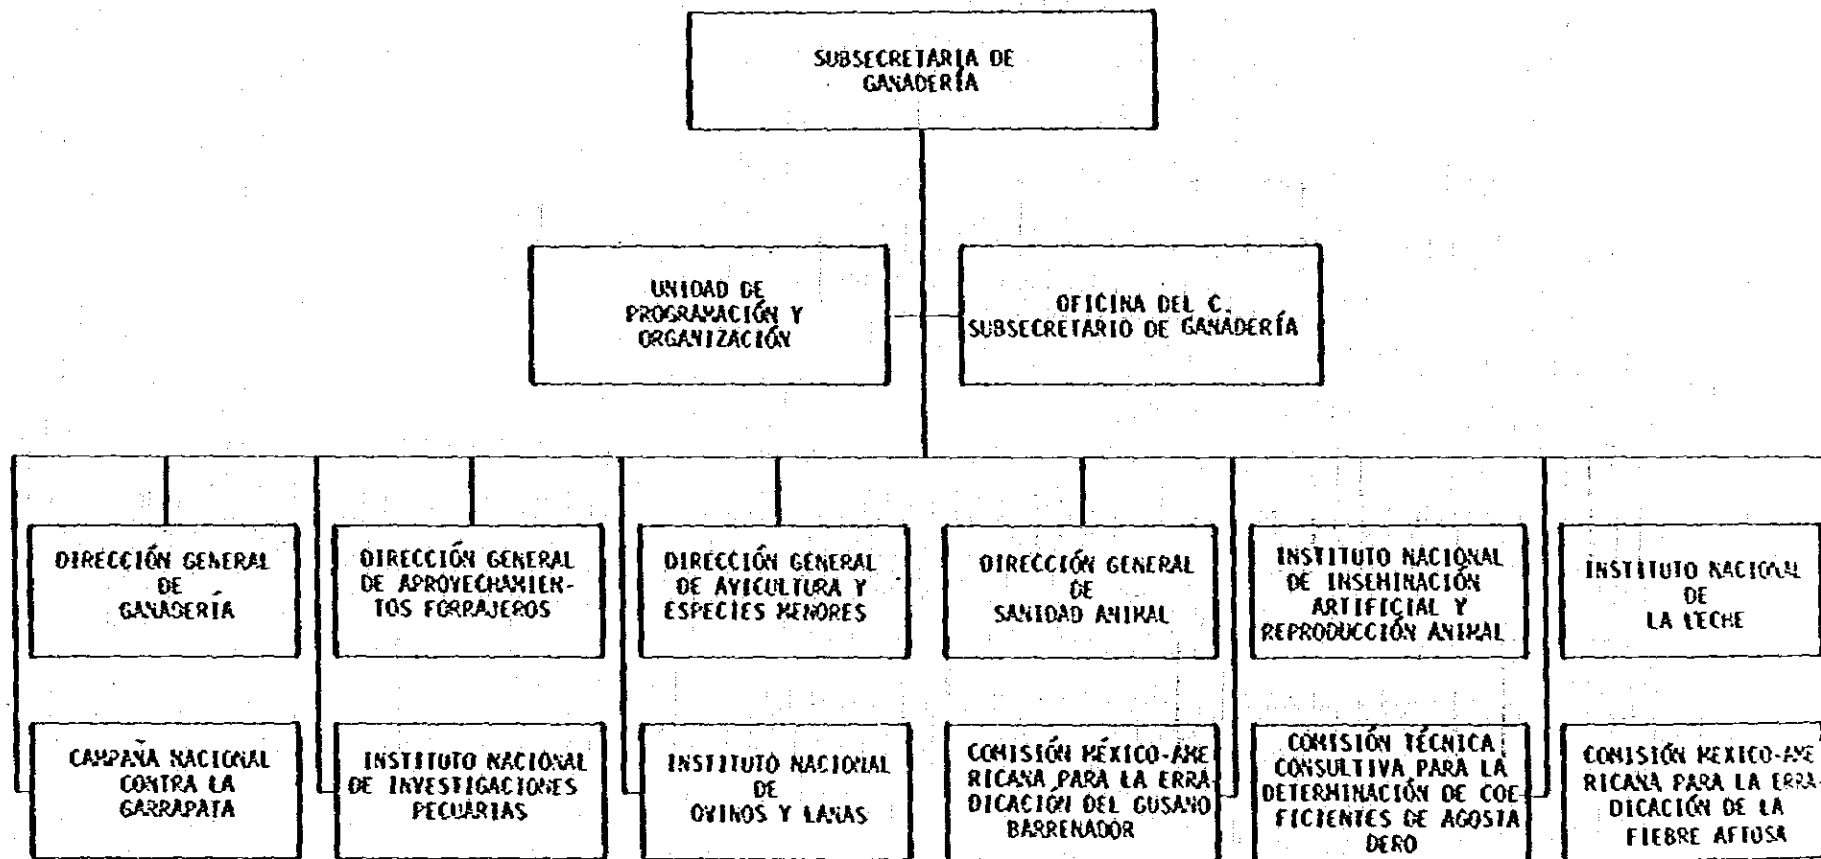 SUBSECRETARIA DE
GANADERÍA
UNIDAD DE
PROGRAMACIÓN Y
ORGANIZACIÓN
OFICINA DEL C.
SUBSECRETARIO DE GANADERÍA
DIRECCIÓN GENERAL
DE
GANADERÍA
DIRECCIÓN GENERAL
DE APROVECHAMIEN-
TOS FORRAJEROS
DIRECCIÓN GENERAL
DE AVICULTURA Y
ESPECIES MENORES
DIRECCIÓN GENERAL
DE
SANIDAD ANIMAL
INSTITUTO NACIONAL
DE INSEMINACIÓN
ARTIFICIAL Y
REPRODUCCIÓN ANIMAL
INSTITUTO NACIONAL
DE
LA LECHE
CAMPAÑA NACIONAL
CONTRA LA
GARRAPATA
INSTITUTO NACIONAL
DE INVESTIGACIONES
PECUARIAS
INSTITUTO NACIONAL
DE
OVINOS Y LANAS
COMISIÓN MÉXICO-AME
RICANA PARA LA ERRA-
DICACIÓN DEL GUSANO
BARRENADOR
COMISIÓN TÉCNICA
CONSULTIVA PARA LA
DETERMINACIÓN DE COE
FICIENTES DE AGOSTA
DERO
COMISIÓN MEXICO-AME
RICANA PARA LA ERRA-
DICACIÓN DE LA
FIEBRE AFTOSA